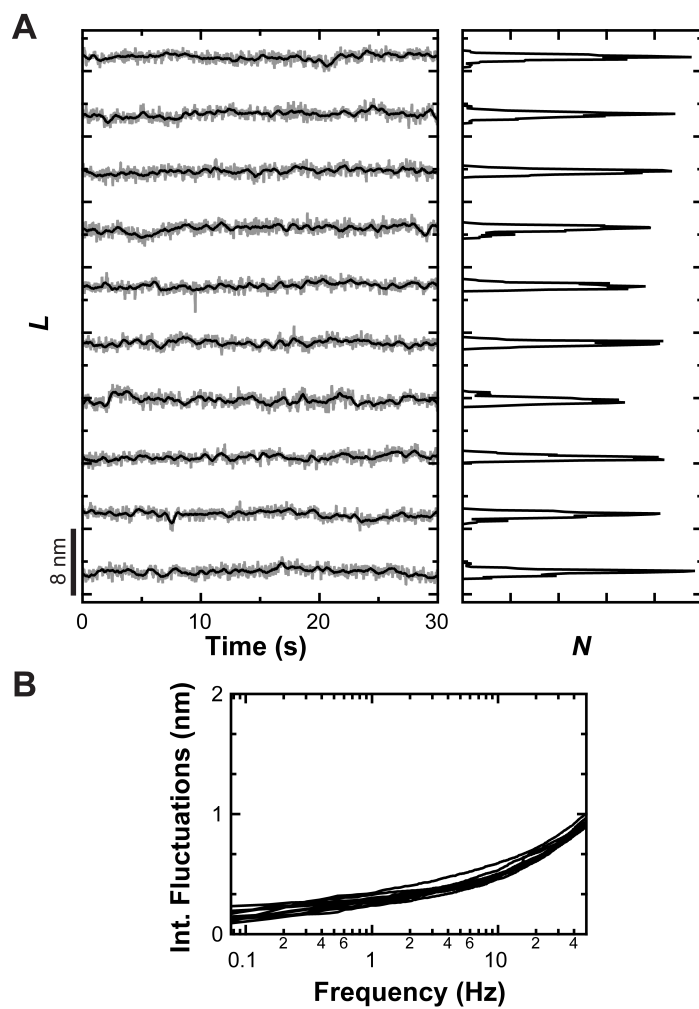 A
L
8 nm
0 10 20 30
Time (s)
N
B
Int. Fluctuations (nm)
2
1
0
2 4 6 2 4 6 2 4
0.1 1 10
Frequency (Hz)